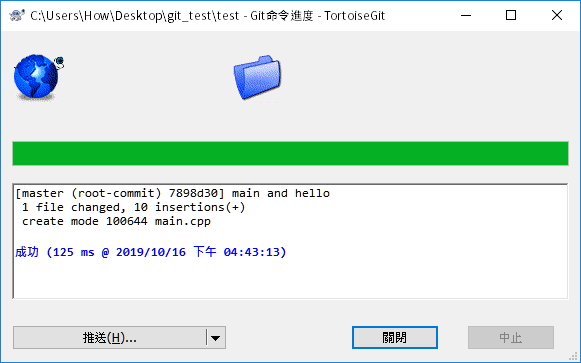 C:\Users\How\Desktop\git_test\test - Git命令進度 - TortoiseGit
[master (root-commit) 7898d30] main and hello
1 file changed, 10 insertions(+)
create mode 100644 main.cpp
成功 (125 ms @ 2019/10/16 下午 04:43:13)
推送(H)...
關閉
中止